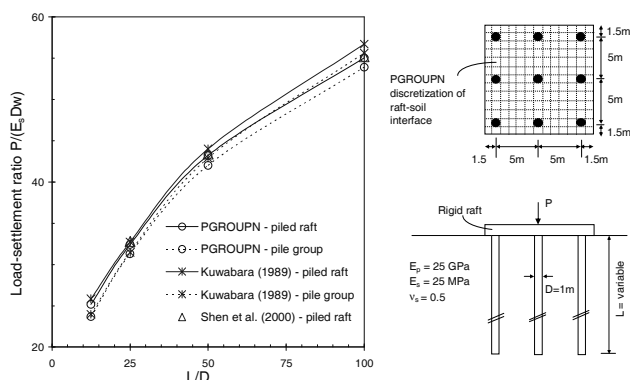 Load-settlement ratio P/(EsDw)
60
40
20
0
25
50
75
100
L/D
PGROUPN - piled raft
PGROUPN - pile group
Kuwabara (1989) - piled raft
Kuwabara (1989) - pile group
Shen et al. (2000) - piled raft
PGROUPN
discretization of
raft-soil
interface
1.5m
5m
5m
1.5m
1.5
5m
5m
1.5m
P
Rigid raft
Ep = 25 GPa
Es = 25 MPa
νs = 0.5
D=1m
L = variable